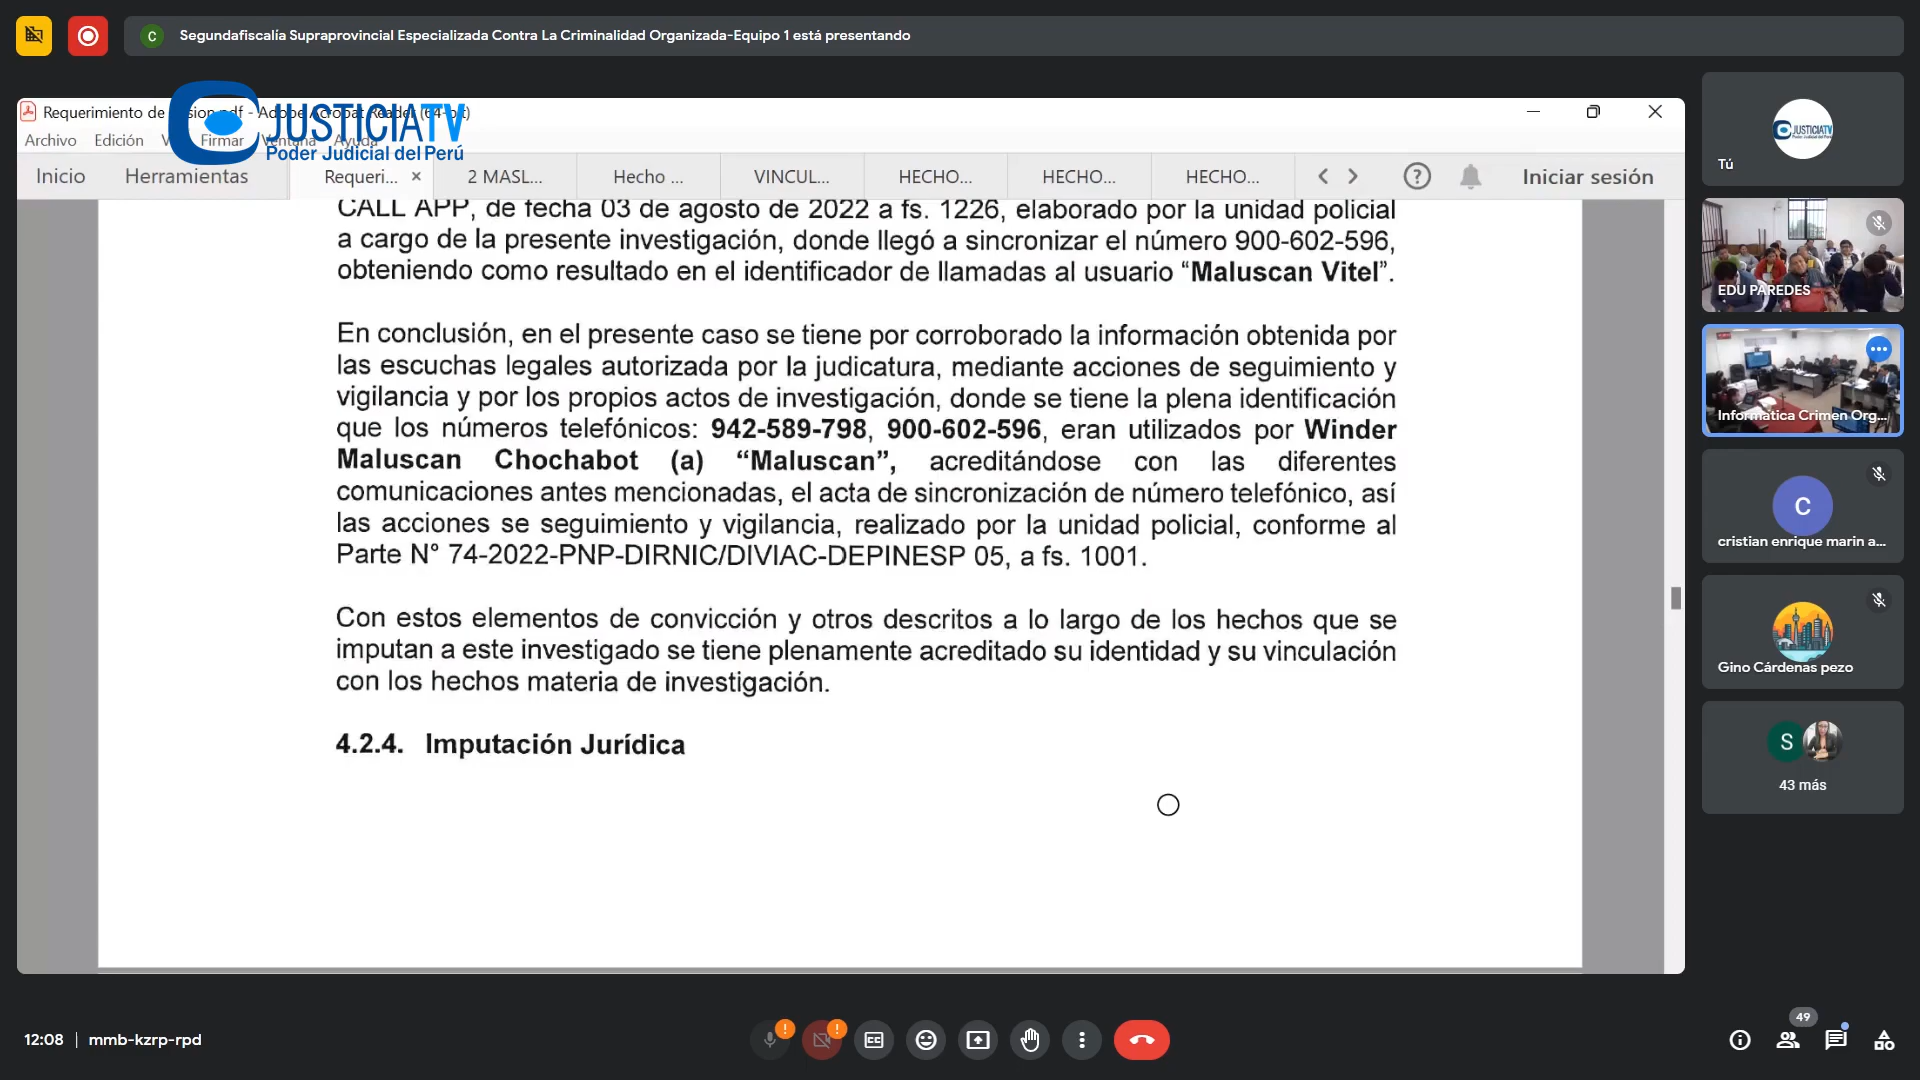 C Segundafiscalía Supraprovincial Especializada Contra La Criminalidad Organizada-Equipo 1 está presentando
Requerimiento de
- Adobe Acrobat Reader (64-bit)
JUSTICIATV
Poder Judicial del Perú
Archivo Edición Firmar Ventana Ayuda
Inicio Herramientas Requeri... × 2 MASL... Hecho ... VINCUL... HECHO... HECHO... HECHO... ? Iniciar sesión
CALL APP, de fecha 03 de agosto de 2022 a fs. 1226, elaborado por la unidad policial
a cargo de la presente investigación, donde llegó a sincronizar el número 900-602-596,
obteniendo como resultado en el identificador de llamadas al usuario “Maluscan Vitel”.
En conclusión, en el presente caso se tiene por corroborado la información obtenida por
las escuchas legales autorizada por la judicatura, mediante acciones de seguimiento y
vigilancia y por los propios actos de investigación, donde se tiene la plena identificación
que los números telefónicos: 942-589-798, 900-602-596, eran utilizados por Winder
Maluscan Chochabot (a) “Maluscan”, acreditándose con las diferentes
comunicaciones antes mencionadas, el acta de sincronización de número telefónico, así
las acciones se seguimiento y vigilancia, realizado por la unidad policial, conforme al
Parte N° 74-2022-PNP-DIRNIC/DIVIAC-DEPINESP 05, a fs. 1001.
Con estos elementos de convicción y otros descritos a lo largo de los hechos que se
imputan a este investigado se tiene plenamente acreditado su identidad y su vinculación
con los hechos materia de investigación.
4.2.4. Imputación Jurídica
JUSTICIATV
Tú
EDU PAREDES
Informatica Crimen Org...
C
cristian enrique marin a...
Gino Cárdenas pezo
S
43 más
12:08 | mmb-kzrp-rpd
! ! CC
49